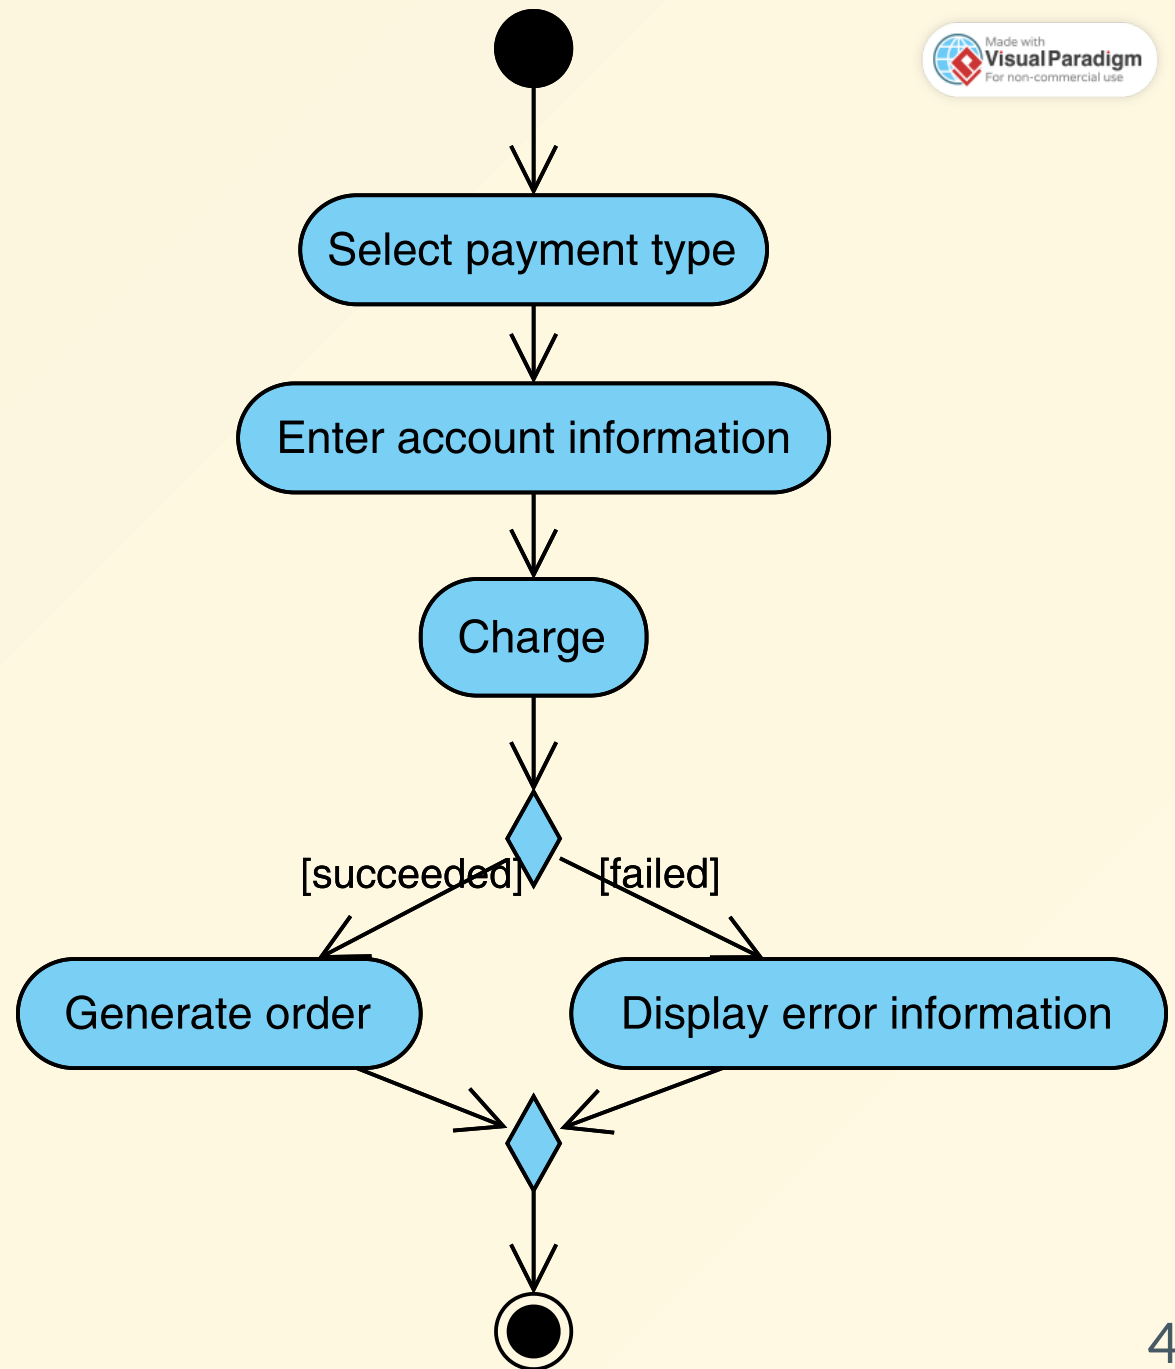 Made with
Visual Paradigm
For non-commercial use
Select payment type
Enter account information
Charge
[succeeded]
[failed]
Generate order
Display error information
4